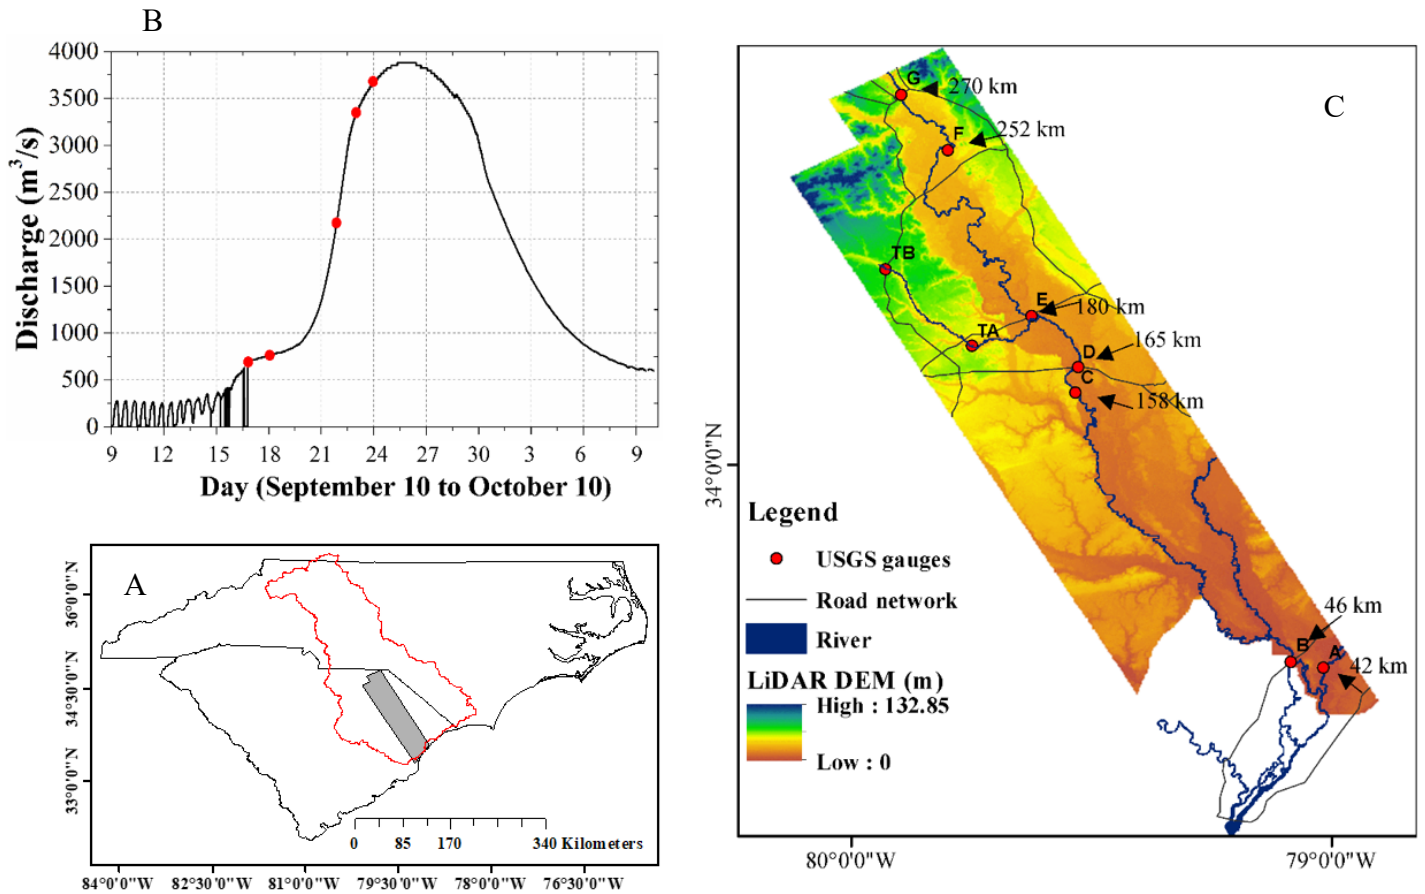 B
4000
3500
3000
2500
2000
1500
1000
500
0
Discharge (m³/s)
9 12 15 18 21 24 27 30 3 6 9
Day (September 10 to October 10)
A
36°0'0"N
34°30'0"N
33°0'0"N
0 85 170 340 Kilometers
84°0'0"W 82°30'0"W 81°0'0"W 79°30'0"W 78°0'0"W 76°30'0"W
C
G
270 km
F
252 km
TB
E
180 km
TA
D
165 km
C
158 km
34°0'0"N
46 km
B
A
42 km
Legend
USGS gauges
Road network
River
LiDAR DEM (m)
High : 132.85
Low : 0
80°0'0"W 79°0'0"W